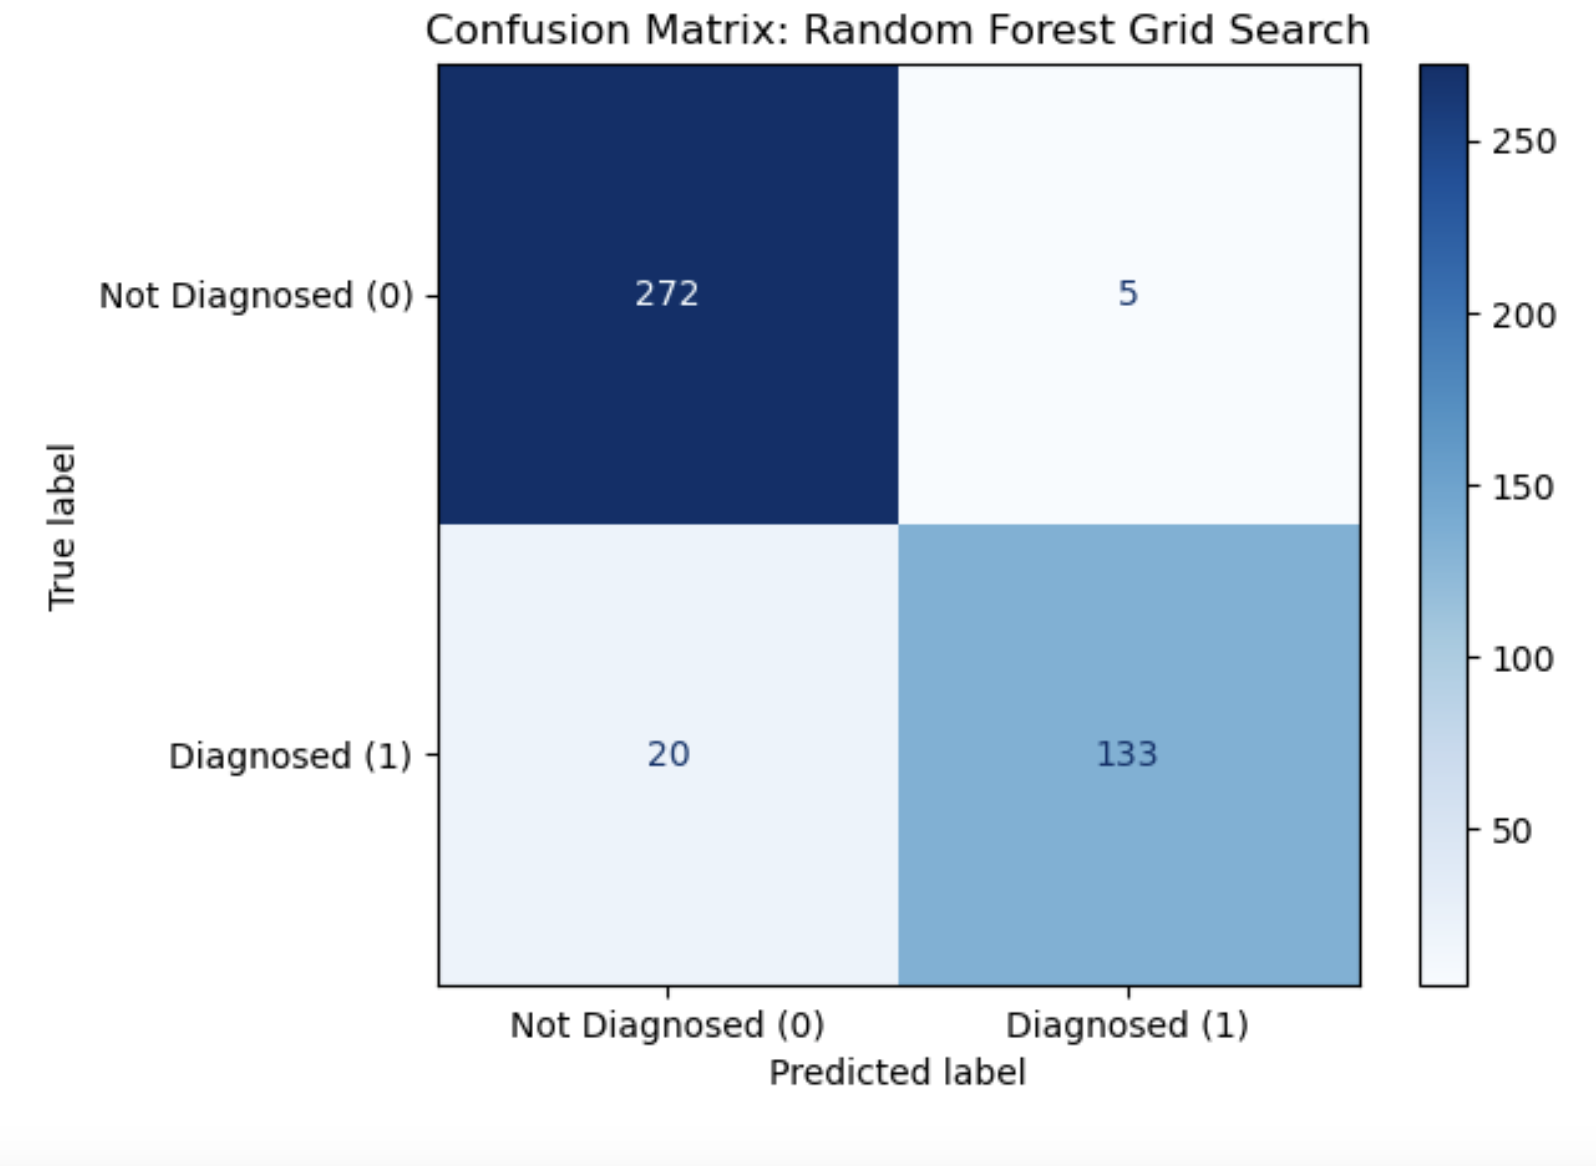 Confusion Matrix: Random Forest Grid Search
250
200
150
100
50
True label
Not Diagnosed (0)
272
5
Diagnosed (1)
20
133
Not Diagnosed (0)
Diagnosed (1)
Predicted label